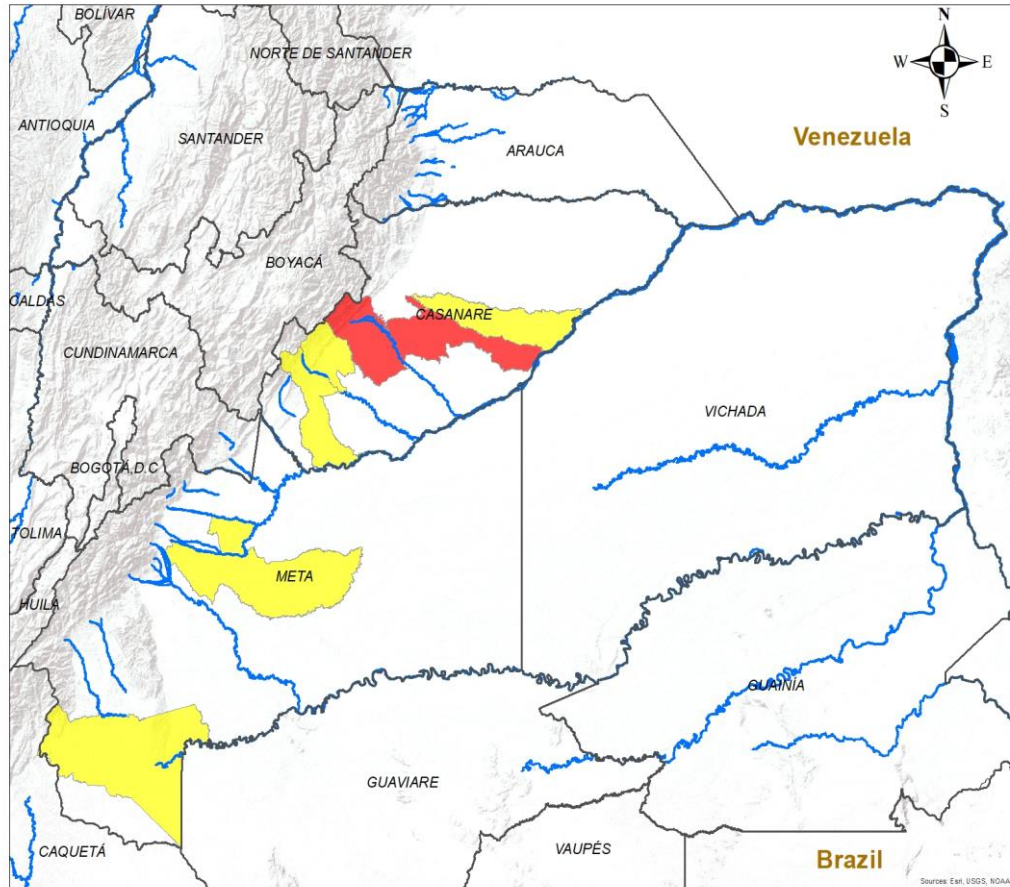 BOLÍVAR
NORTE DE SANTANDER
N
W
E
S
ANTIOQUIA
SANTANDER
ARAUCA
Venezuela
BOYACÁ
CALDAS
CASANARE
CUNDINAMARCA
VICHADA
BOGOTÁ,D.C
TOLIMA
META
HUILA
GUAINÍA
GUAVIARE
CAQUETÁ
VAUPÉS
Brazil
Sources: Esri, USGS, NOAA